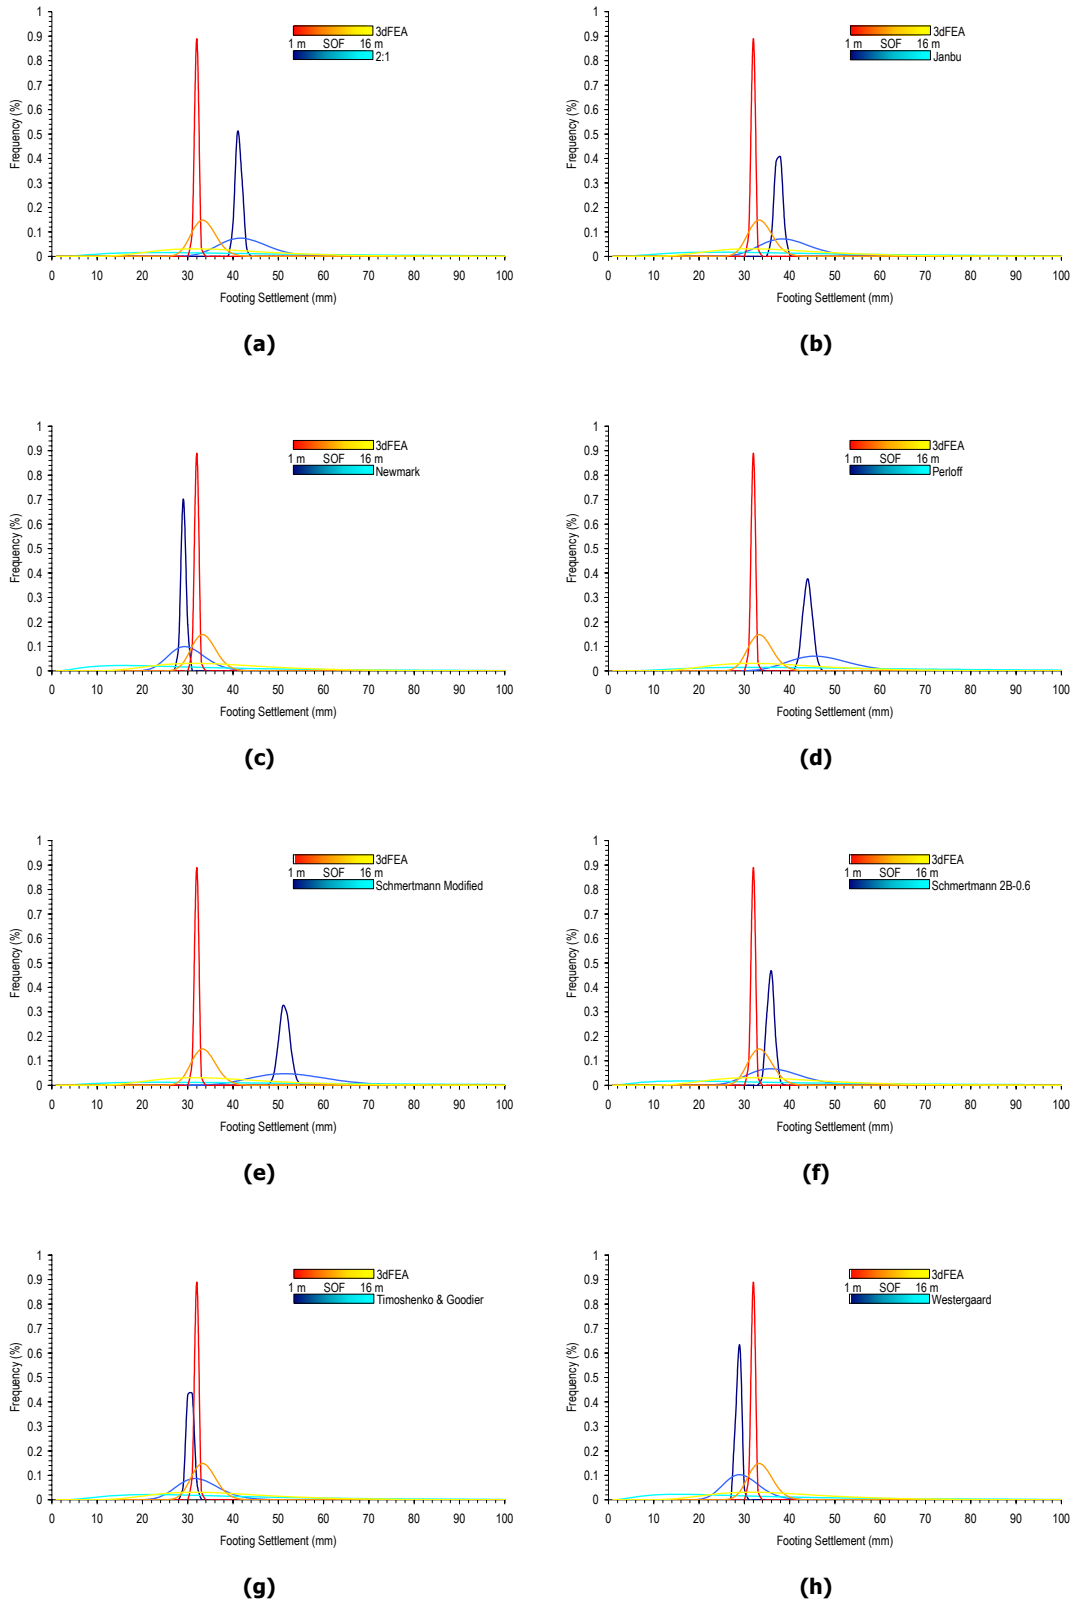 1
0.9
0.8
0.7
0.6
0.5
0.4
0.3
0.2
0.1
0
Frequency (%)
3dFEA
1 m SOF 16 m
2:1
0 10 20 30 40 50 60 70 80 90 100
Footing Settlement (mm)
(a)
1
0.9
0.8
0.7
0.6
0.5
0.4
0.3
0.2
0.1
0
Frequency (%)
3dFEA
1 m SOF 16 m
Janbu
0 10 20 30 40 50 60 70 80 90 100
Footing Settlement (mm)
(b)
1
0.9
0.8
0.7
0.6
0.5
0.4
0.3
0.2
0.1
0
Frequency (%)
3dFEA
1 m SOF 16 m
Newmark
0 10 20 30 40 50 60 70 80 90 100
Footing Settlement (mm)
(c)
1
0.9
0.8
0.7
0.6
0.5
0.4
0.3
0.2
0.1
0
Frequency (%)
3dFEA
1 m SOF 16 m
Perloff
0 10 20 30 40 50 60 70 80 90 100
Footing Settlement (mm)
(d)
1
0.9
0.8
0.7
0.6
0.5
0.4
0.3
0.2
0.1
0
Frequency (%)
3dFEA
1 m SOF 16 m
Schmertmann Modified
0 10 20 30 40 50 60 70 80 90 100
Footing Settlement (mm)
(e)
1
0.9
0.8
0.7
0.6
0.5
0.4
0.3
0.2
0.1
0
Frequency (%)
3dFEA
1 m SOF 16 m
Schmertmann 2B-0.6
0 10 20 30 40 50 60 70 80 90 100
Footing Settlement (mm)
(f)
1
0.9
0.8
0.7
0.6
0.5
0.4
0.3
0.2
0.1
0
Frequency (%)
3dFEA
1 m SOF 16 m
Timoshenko & Goodier
0 10 20 30 40 50 60 70 80 90 100
Footing Settlement (mm)
(g)
1
0.9
0.8
0.7
0.6
0.5
0.4
0.3
0.2
0.1
0
Frequency (%)
3dFEA
1 m SOF 16 m
Westergaard
0 10 20 30 40 50 60 70 80 90 100
Footing Settlement (mm)
(h)